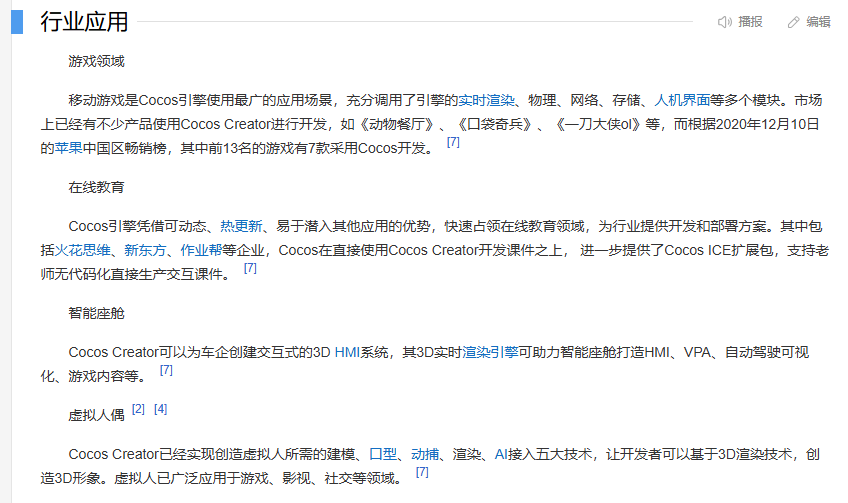 行业应用
播报
编辑
游戏领域
移动游戏是Cocos引擎使用最广的应用场景，充分调用了引擎的实时渲染、物理、网络、存储、人机界面等多个模块。市场
上已经有不少产品使用Cocos Creator进行开发，如《动物餐厅》、《口袋奇兵》、《一刀大侠ol》等，而根据2020年12月10日
的苹果中国区畅销榜，其中前13名的游戏有7款采用Cocos开发。 [7]
在线教育
Cocos引擎凭借可动态、热更新、易于潜入其他应用的优势，快速占领在线教育领域，为行业提供开发和部署方案。其中包
括火花思维、新东方、作业帮等企业，Cocos在直接使用Cocos Creator开发课件之上， 进一步提供了Cocos ICE扩展包，支持老
师无代码化直接生产交互课件。 [7]
智能座舱
Cocos Creator可以为车企创建交互式的3D HMI系统，其3D实时渲染引擎可助力智能座舱打造HMI、VPA、自动驾驶可视
化、游戏内容等。 [7]
虚拟人偶 [2] [4]
Cocos Creator已经实现创造虚拟人所需的建模、口型、动捕、渲染、AI接入五大技术，让开发者可以基于3D渲染技术，创
造3D形象。虚拟人已广泛应用于游戏、影视、社交等领域。 [7]